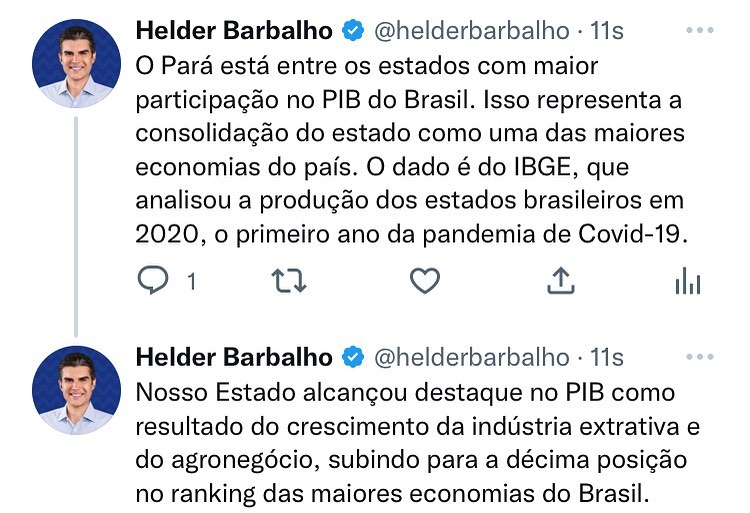 Helder Barbalho @helderbarbalho · 11s
O Pará está entre os estados com maior
participação no PIB do Brasil. Isso representa a
consolidação do estado como uma das maiores
economias do país. O dado é do IBGE, que
analisou a produção dos estados brasileiros em
2020, o primeiro ano da pandemia de Covid-19.
1
Helder Barbalho @helderbarbalho · 11s
Nosso Estado alcançou destaque no PIB como
resultado do crescimento da indústria extrativa e
do agronegócio, subindo para a décima posição
no ranking das maiores economias do Brasil.